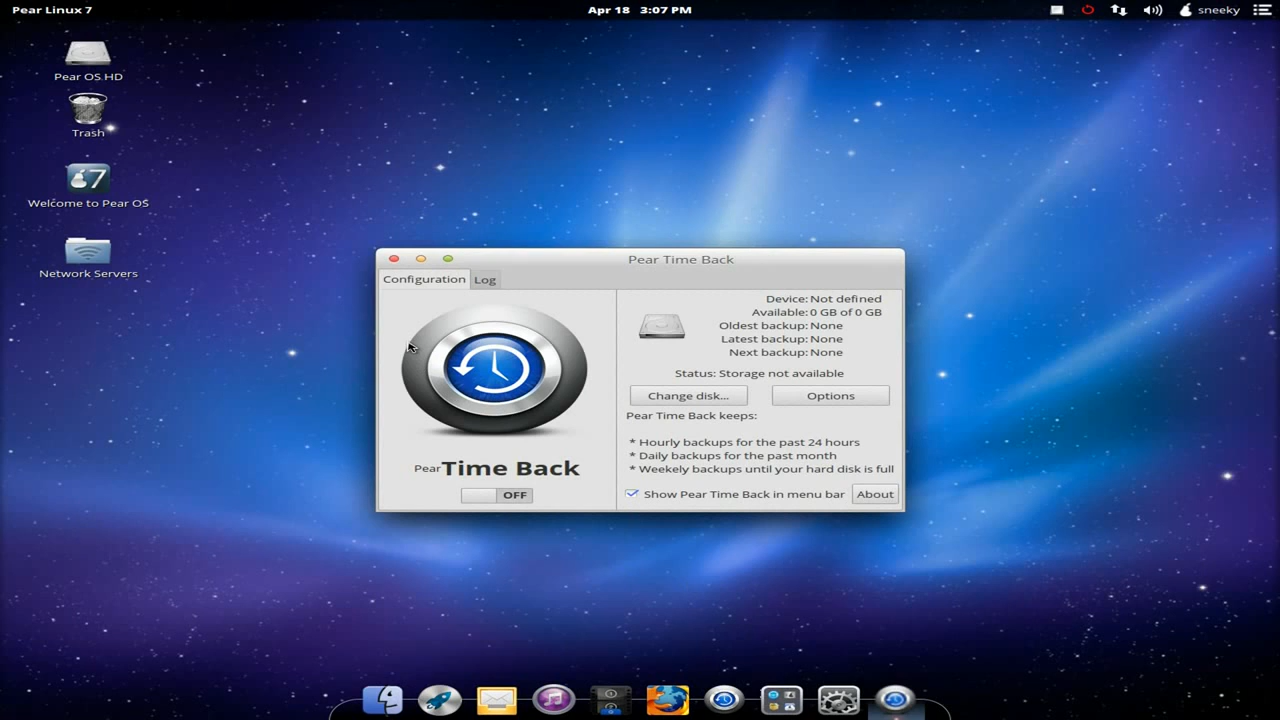 Pear Linux 7
Apr 18 3:07 PM
sneeky
Pear OS HD
Trash
7
Welcome to Pear OS
Network Servers
Pear Time Back
Configuration
Log
Pear Time Back
OFF
Device: Not defined
Available: 0 GB of 0 GB
Oldest backup: None
Latest backup: None
Next backup: None
Status: Storage not available
Change disk...
Options
Pear Time Back keeps:
* Hourly backups for the past 24 hours
* Daily backups for the past month
* Weekly backups until your hard disk is full
Show Pear Time Back in menu bar
About